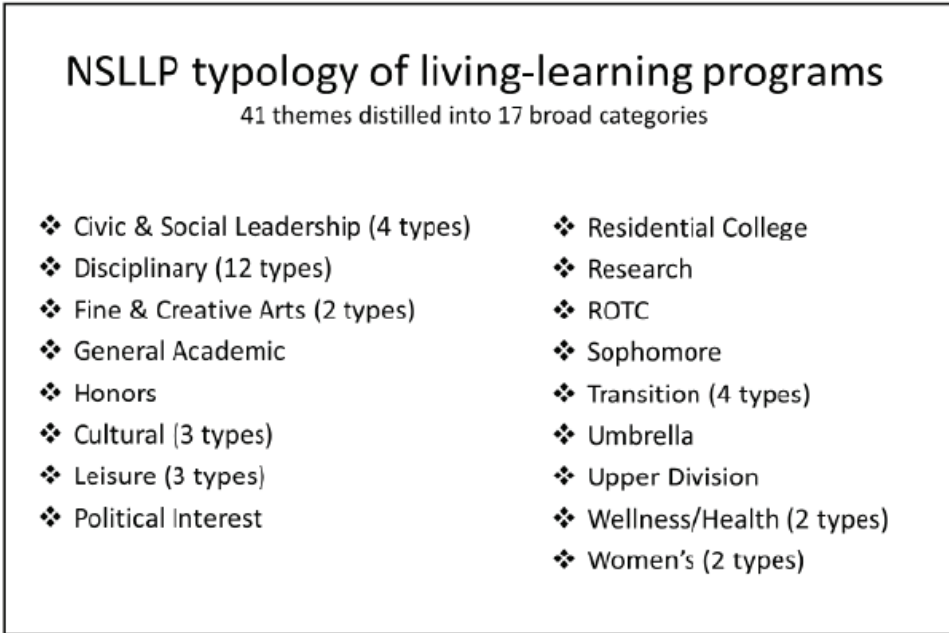 NSLLP typology of living-learning programs
41 themes distilled into 17 broad categories
❖ Civic & Social Leadership (4 types)
❖ Disciplinary (12 types)
❖ Fine & Creative Arts (2 types)
❖ General Academic
❖ Honors
❖ Cultural (3 types)
❖ Leisure (3 types)
❖ Political Interest
❖ Residential College
❖ Research
❖ ROTC
❖ Sophomore
❖ Transition (4 types)
❖ Umbrella
❖ Upper Division
❖ Wellness/Health (2 types)
❖ Women's (2 types)